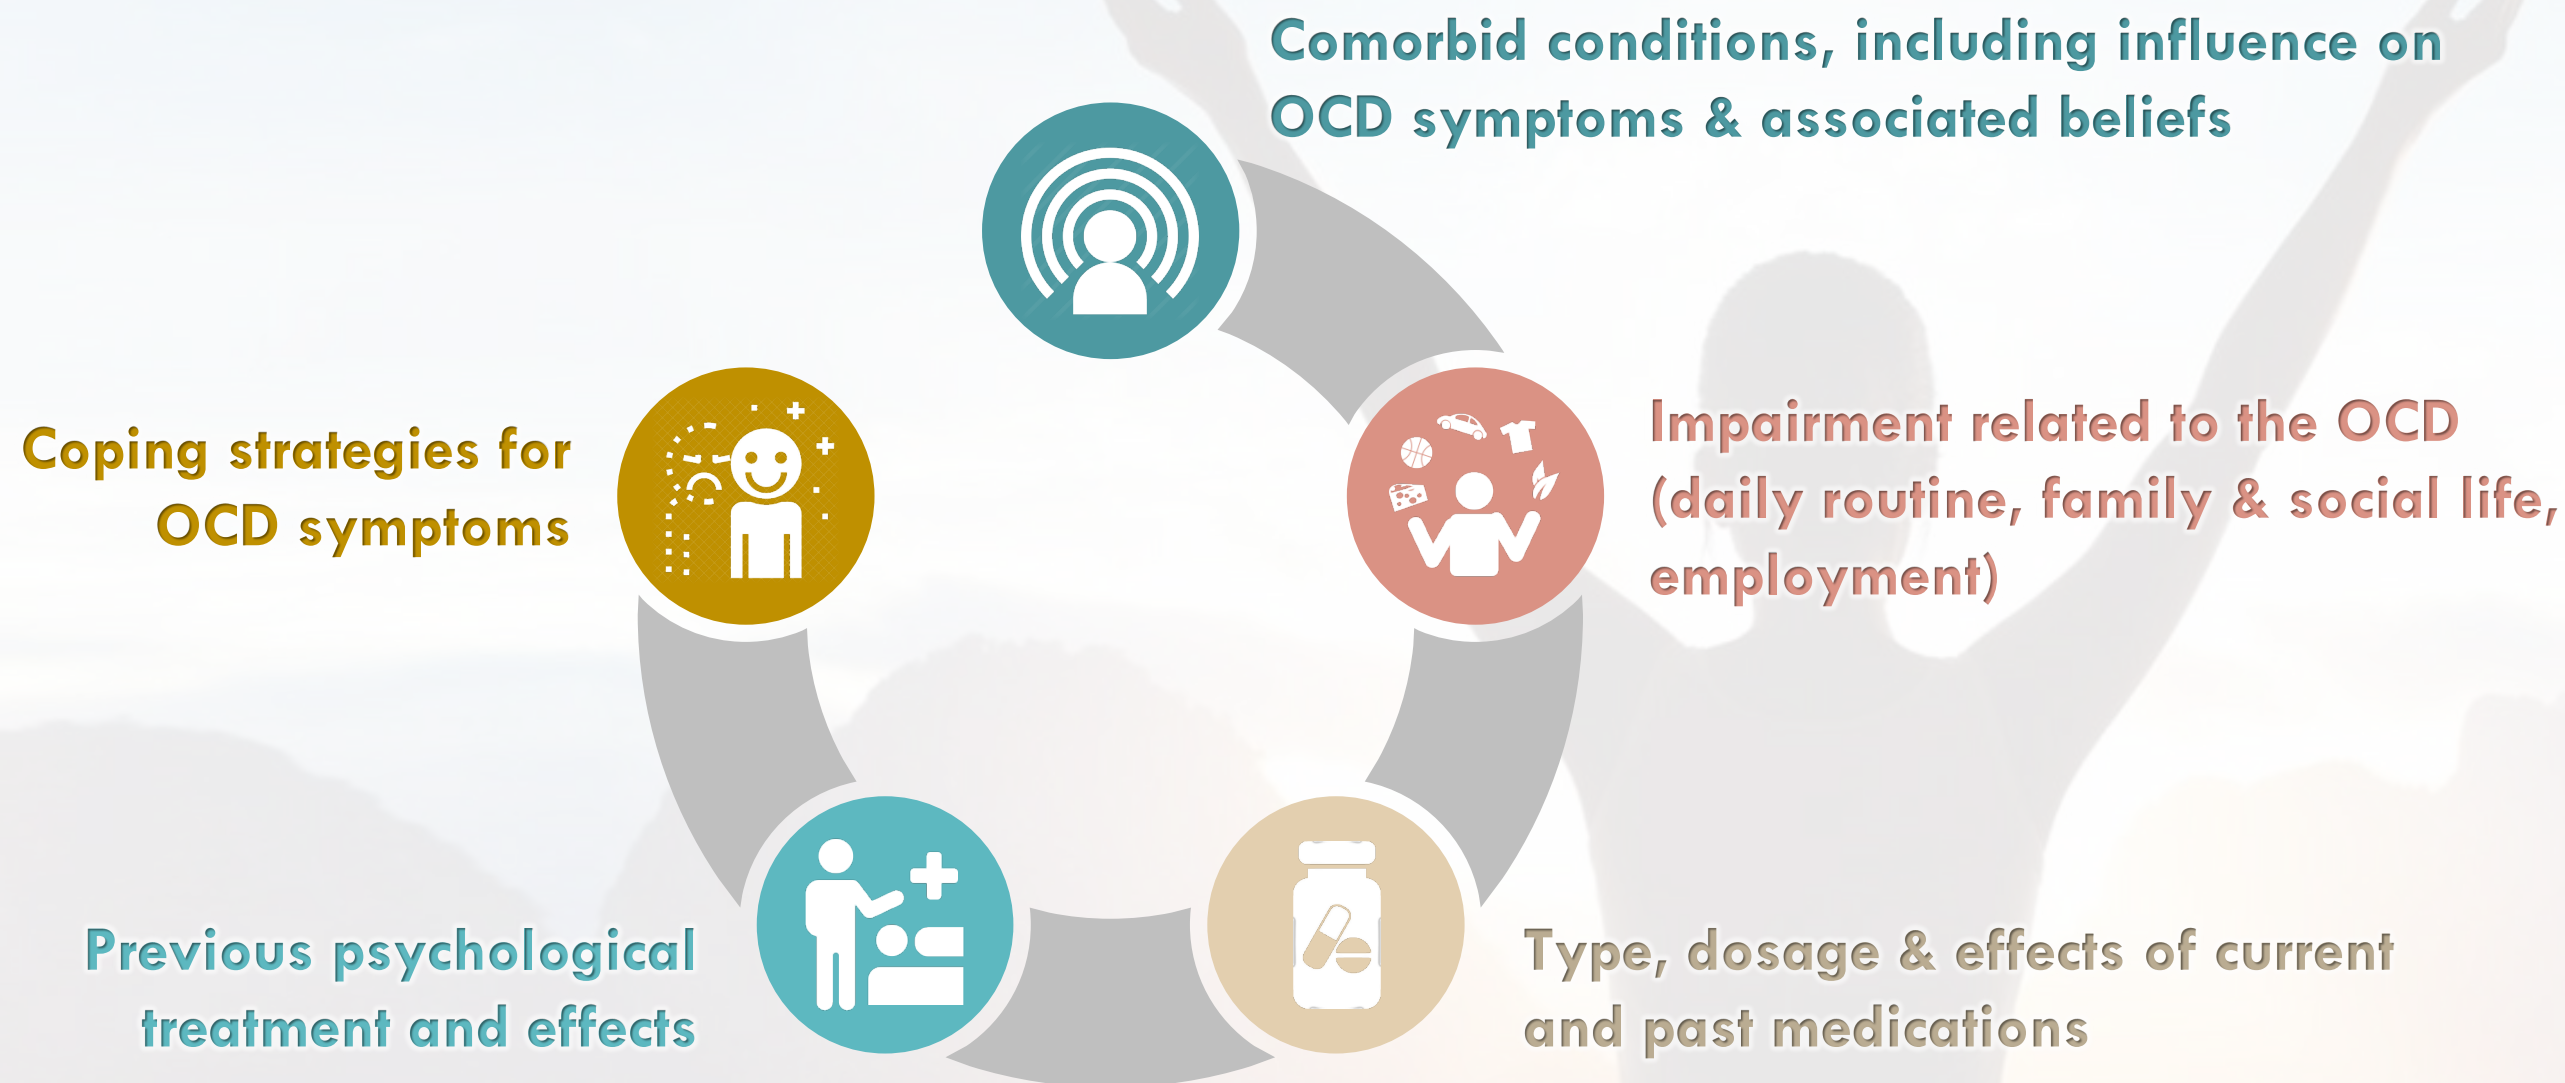 Comorbid conditions, including influence on
OCD symptoms & associated beliefs
Impairment related to the OCD
(daily routine, family & social life,
employment)
Type, dosage & effects of current
and past medications
Previous psychological
treatment and effects
Coping strategies for
OCD symptoms